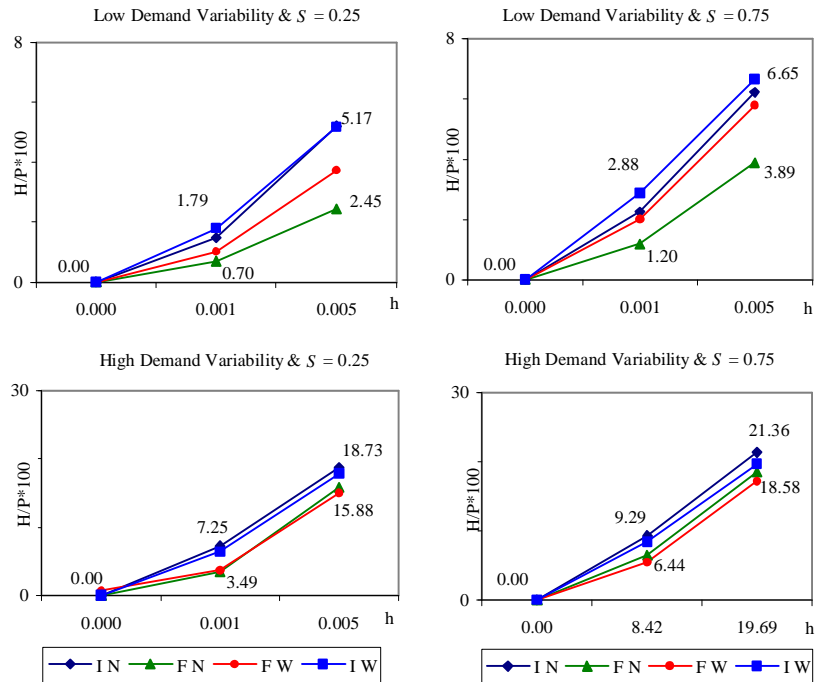 Low Demand Variability & S = 0.25
8
H/P*100
5.17
1.79
2.45
0.00
0.70
0
0.000 0.001 0.005 h
Low Demand Variability & S = 0.75
8
H/P*100
6.65
2.88
3.89
0.00
1.20
0
0.000 0.001 0.005 h
High Demand Variability & S = 0.25
30
H/P*100
18.73
7.25
15.88
0.00
3.49
0
0.000 0.001 0.005 h
I N F N F W I W
High Demand Variability & S = 0.75
30
H/P*100
21.36
9.29
18.58
0.00
6.44
0
0.00 8.42 19.69 h
I N F N F W I W